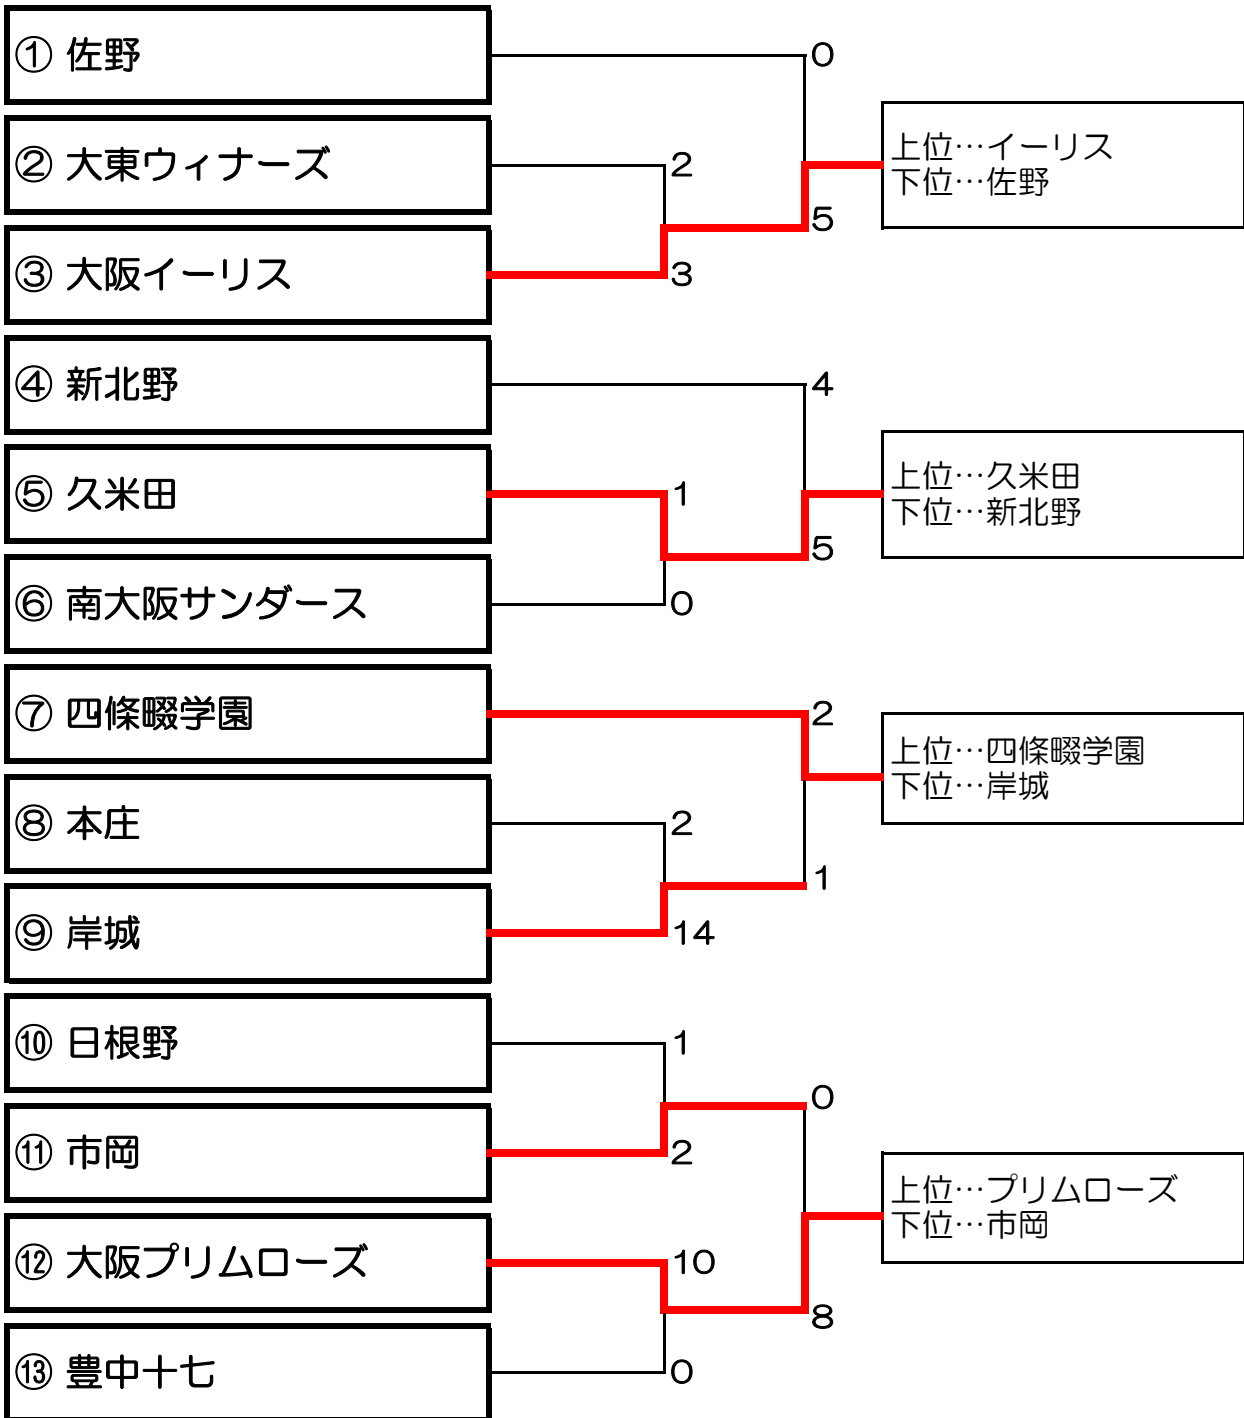 ① 佐野
0
② 大東ウィナーズ
2
上位…イーリス
下位…佐野
5
③ 大阪イーリス
3
④ 新北野
4
⑤ 久米田
1
上位…久米田
下位…新北野
5
⑥ 南大阪サンダース
0
⑦ 四條畷学園
2
上位…四條畷学園
下位…岸城
⑧ 本庄
2
1
⑨ 岸城
14
⑩ 日根野
1
0
⑪ 市岡
2
上位…プリムローズ
下位…市岡
⑫ 大阪プリムローズ
10
8
⑬ 豊中十七
0